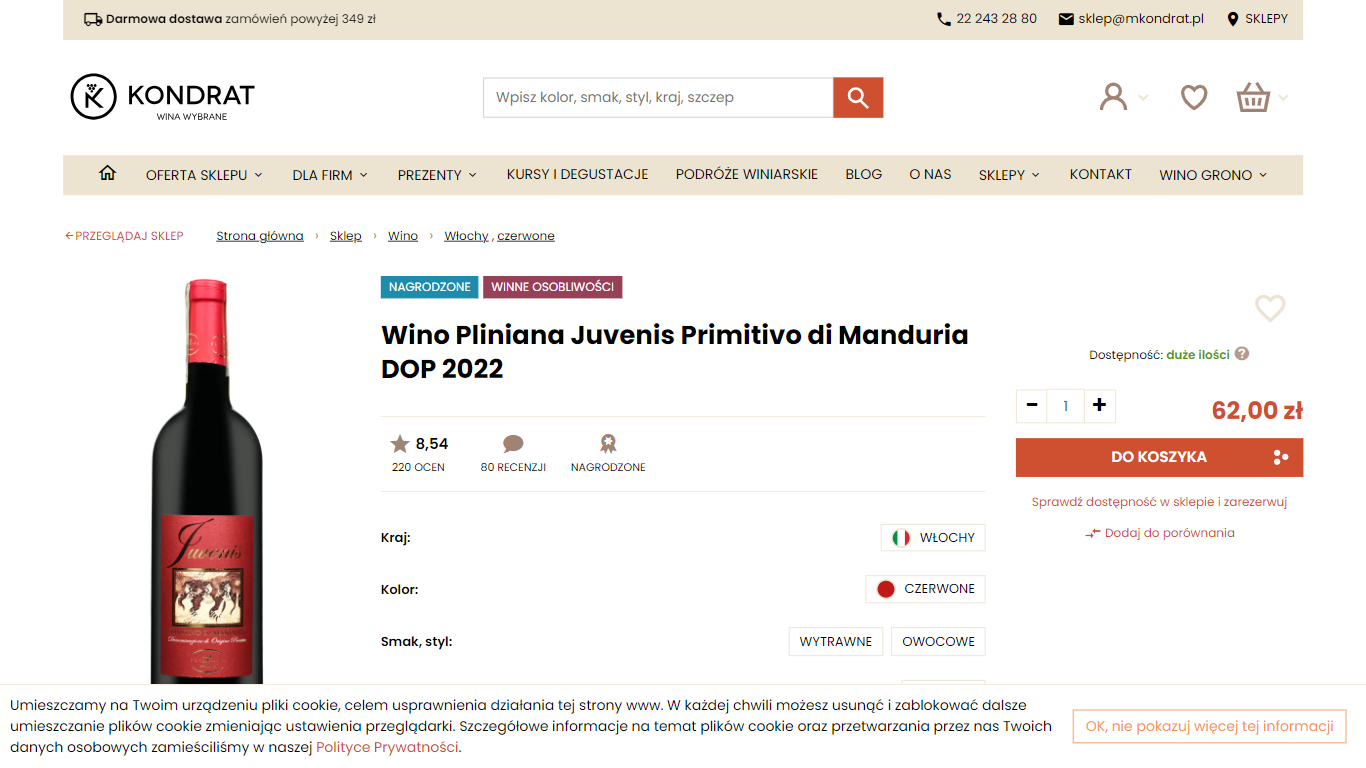 Darmowa dostawa zamówień powyżej 349 zł
22 243 28 80
sklep@mkondrat.pl
SKLEPY
K KONDRAT
WINA WYBRANE
Wpisz kolor, smak, styl, kraj, szczep
OFERTA SKLEPU
DLA FIRM
PREZENTY
KURSY I DEGUSTACJE
PODRÓŻE WINIARSKIE
BLOG
O NAS
SKLEPY
KONTAKT
WINO GRONO
PRZEGLĄDAJ SKLEP
Strona główna › Sklep › Wino › Włochy , czerwone
NAGRODZONE
WINNE OSOBLIWOŚCI
Wino Pliniana Juvenis Primitivo di Manduria
DOP 2022
8,54
220 OCEN
80 RECENZJI
NAGRODZONE
Kraj:
WŁOCHY
Kolor:
CZERWONE
Smak, styl:
WYTRAWNE
OWOCOWE
Dostępność: duże ilości ?
- 1 +
62,00 zł
DO KOSZYKA
Sprawdź dostępność w sklepie i zarezerwuj
Dodaj do porównania
Juvenis
Umieszczamy na Twoim urządzeniu pliki cookie, celem usprawnienia działania tej strony www. W każdej chwili możesz usunąć i zablokować dalsze
umieszczanie plików cookie zmieniając ustawienia przeglądarki. Szczegółowe informacje na temat plików cookie oraz przetwarzania przez nas Twoich
danych osobowych zamieściliśmy w naszej Polityce Prywatności.
OK, nie pokazuj więcej tej informacji